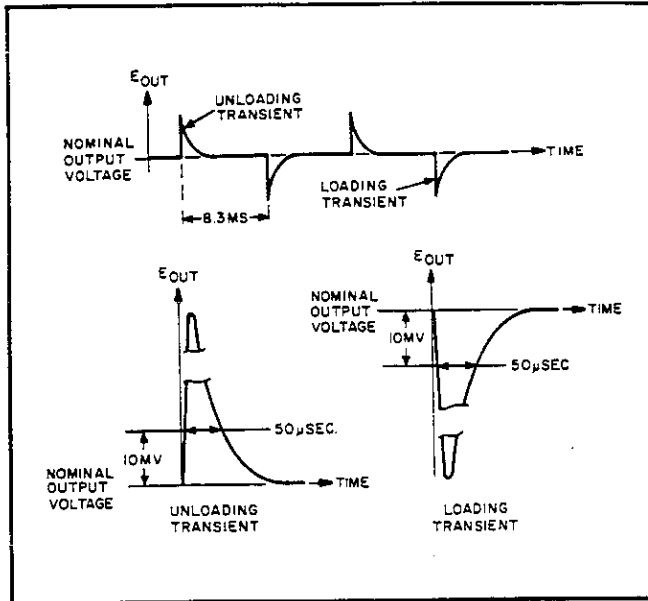 EOUT
UNLOADING
TRANSIENT
NOMINAL
OUTPUT
VOLTAGE
TIME
LOADING
TRANSIENT
8.3MS
EOUT
10MV
50µSEC.
NOMINAL
OUTPUT
VOLTAGE
TIME
UNLOADING
TRANSIENT
EOUT
NOMINAL
OUTPUT
VOLTAGE
TIME
10MV
50µSEC
LOADING
TRANSIENT